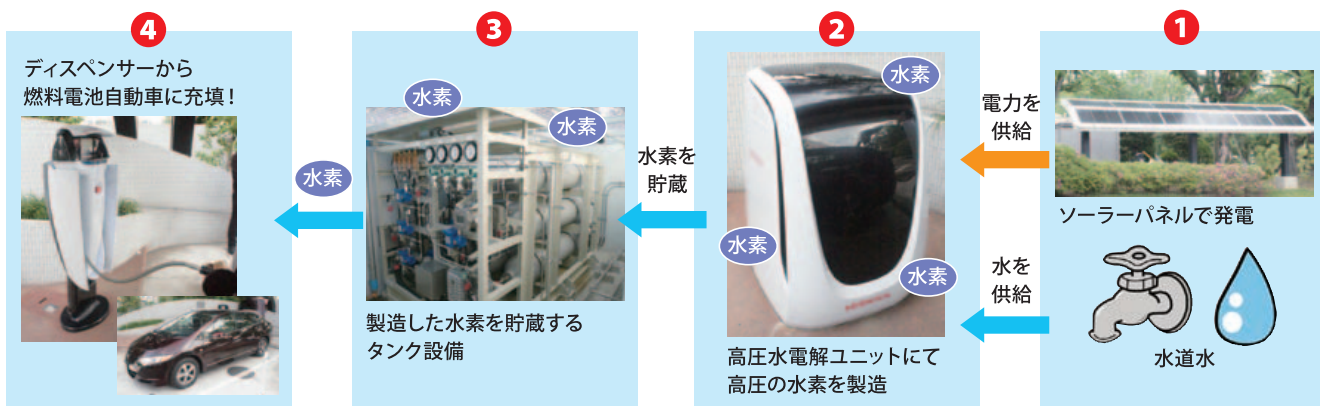 4
ディスペンサーから
燃料電池自動車に充填!
水素
3
水素
水素
製造した水素を貯蔵する
タンク設備
水素を
貯蔵
2
水素
水素
水素
高圧水電解ユニットにて
高圧の水素を製造
電力を
供給
水を
供給
1
ソーラーパネルで発電
水道水